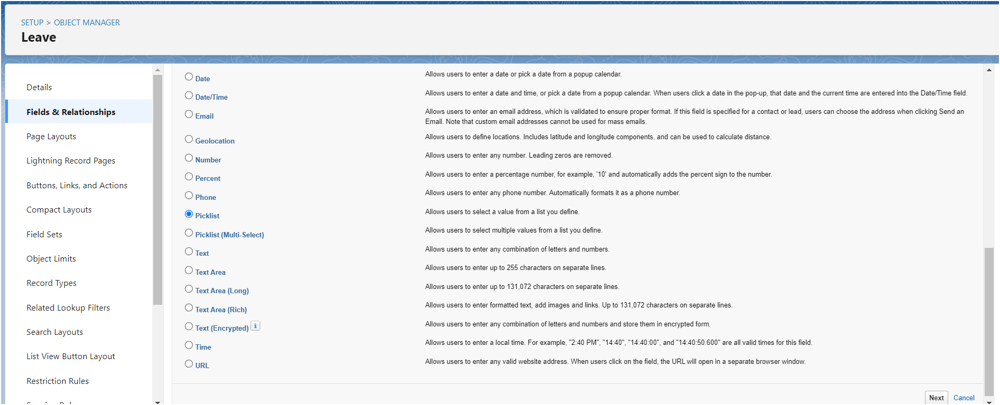 SETUP > OBJECT MANAGER
Leave
Details
Fields & Relationships
Page Layouts
Lightning Record Pages
Buttons, Links, and Actions
Compact Layouts
Field Sets
Object Limits
Record Types
Related Lookup Filters
Search Layouts
List View Button Layout
Restriction Rules
Date Allows users to enter a date or pick a date from a popup calendar.
Date/Time Allows users to enter a date and time, or pick a date from a popup calendar. When users click a date in the pop-up, that date and the current time are entered into the Date/Time field.
Email Allows users to enter an email address, which is validated to ensure proper format. If this field is specified for a contact or lead, users can choose the address when clicking Send an
Email. Note that custom email addresses cannot be used for mass emails.
Geolocation Allows users to define locations. Includes latitude and longitude components, and can be used to calculate distance.
Number Allows users to enter any number. Leading zeros are removed.
Percent Allows users to enter a percentage number, for example, '10' and automatically adds the percent sign to the number.
Phone Allows users to enter any phone number. Automatically formats it as a phone number.
Picklist Allows users to select a value from a list you define.
Picklist (Multi-Select) Allows users to select multiple values from a list you define.
Text Allows users to enter any combination of letters and numbers.
Text Area Allows users to enter up to 255 characters on separate lines.
Text Area (Long) Allows users to enter up to 131,072 characters on separate lines.
Text Area (Rich) Allows users to enter formatted text, add images and links. Up to 131,072 characters on separate lines.
Text (Encrypted) i Allows users to enter any combination of letters and numbers and store them in encrypted form.
Time Allows users to enter a local time. For example, "2:40 PM", "14:40", "14:40:00", and "14:40:50.600" are all valid times for this field.
URL Allows users to enter any valid website address. When users click on the field, the URL will open in a separate browser window.
Next Cancel